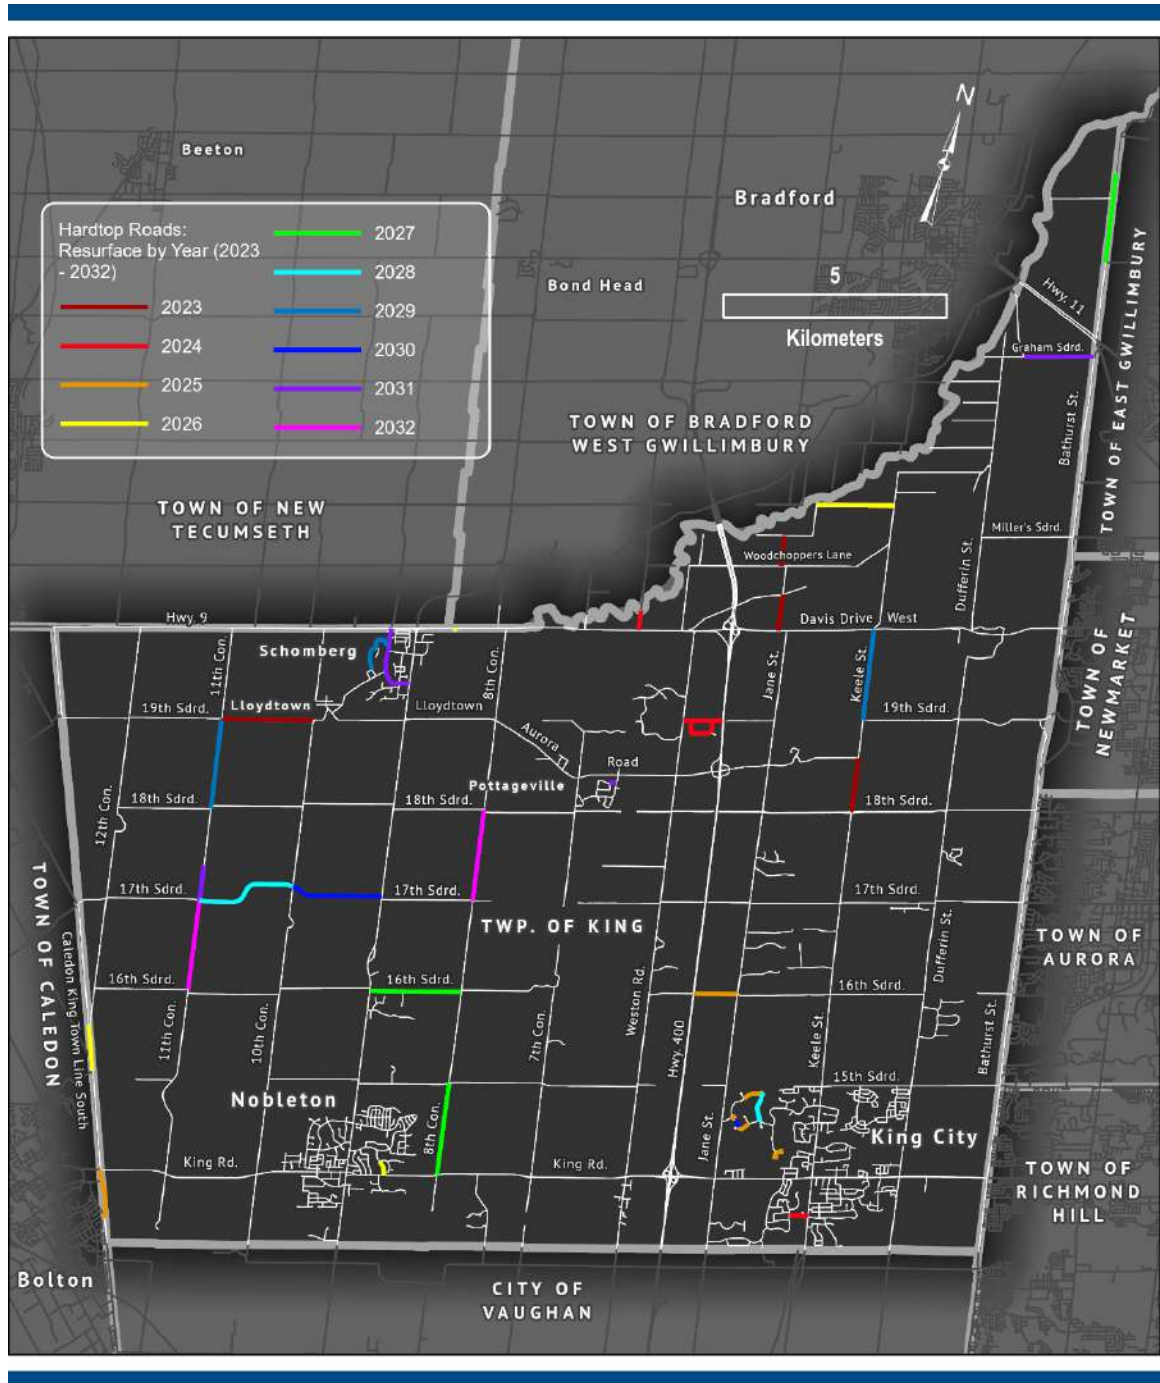 N
Beeton
Bradford
Hardtop Roads:
Resurface by Year (2023
- 2032)
2023
2024
2025
2026
2027
2028
2029
2030
2031
2032
Bond Head
5
Kilometers
Hwy. 11
Graham Sdrd.
TOWN OF EAST GWILLIMBURY
Bathurst St.
TOWN OF BRADFORD
WEST GWILLIMBURY
TOWN OF NEW
TECUMSETH
Miller's Sdrd.
Woodchoppers Lane
Dufferin St.
Hwy. 9
Davis Drive West
Schomberg
11th Con.
8th Con.
Jane St.
Keele St.
TOWN OF
NEWMARKET
19th Sdrd.
Lloydtown
Lloydtown
19th Sdrd.
Aurora
Road
Pottageville
12th Con.
18th Sdrd.
18th Sdrd.
18th Sdrd.
17th Sdrd.
17th Sdrd.
17th Sdrd.
TWP. OF KING
TOWN OF CALEDON
Caledon King Town Line South
Dufferin St.
TOWN OF
AURORA
16th Sdrd.
16th Sdrd.
16th Sdrd.
11th Con.
10th Con.
7th Con.
Weston Rd.
Hwy. 400
Keele St.
Bathurst St.
15th Sdrd.
Nobleton
8th Con.
Jane St.
King City
King Rd.
King Rd.
TOWN OF
RICHMOND
HILL
Bolton
CITY OF
VAUGHAN